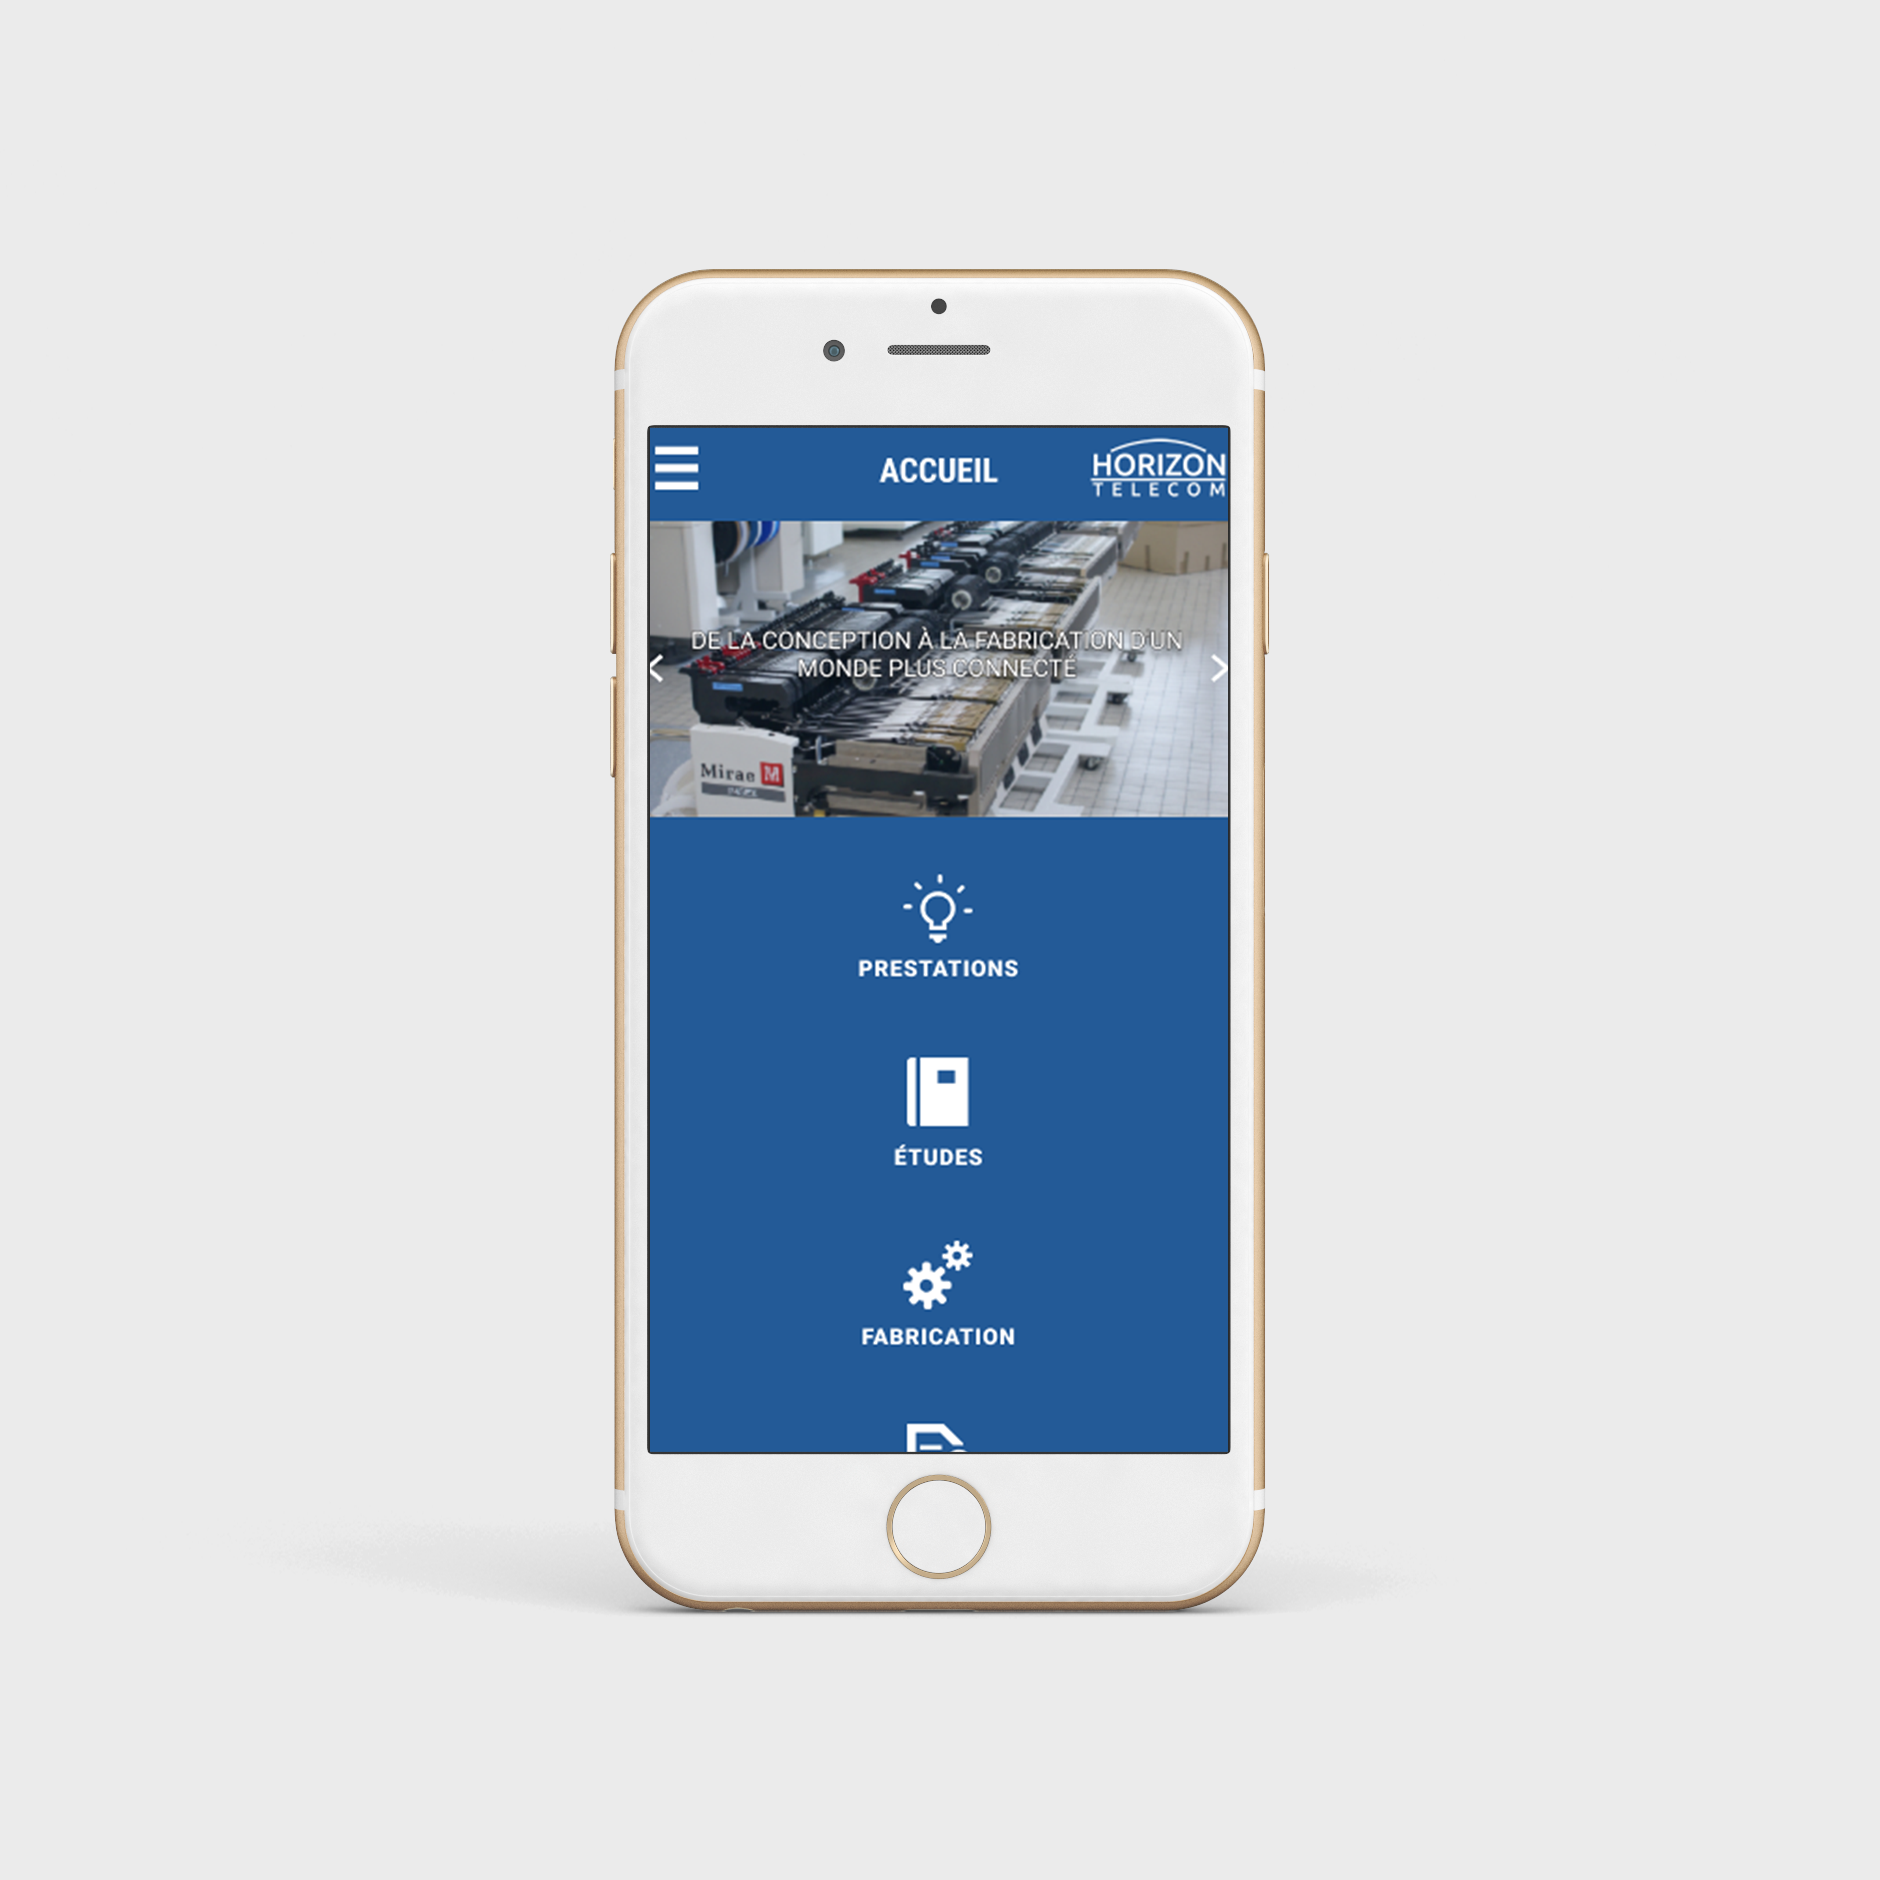 ACCUEIL
HORIZON
TELECOM
DE LA CONCEPTION À LA FABRICATION D'UN
MONDE PLUS CONNECTÉ
Mirae M
PRESTATIONS
ÉTUDES
FABRICATION